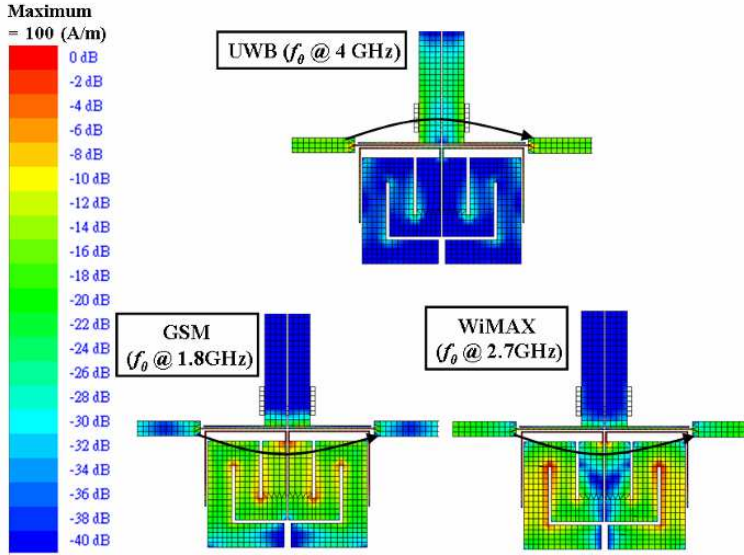 Maximum
= 100 (A/m)
0 dB
-2 dB
-4 dB
-6 dB
-8 dB
-10 dB
-12 dB
-14 dB
-16 dB
-18 dB
-20 dB
-22 dB
-24 dB
-26 dB
-28 dB
-30 dB
-32 dB
-34 dB
-36 dB
-38 dB
-40 dB
UWB (f0 @ 4 GHz)
GSM
(f0 @ 1.8GHz)
WiMAX
(f0 @ 2.7GHz)